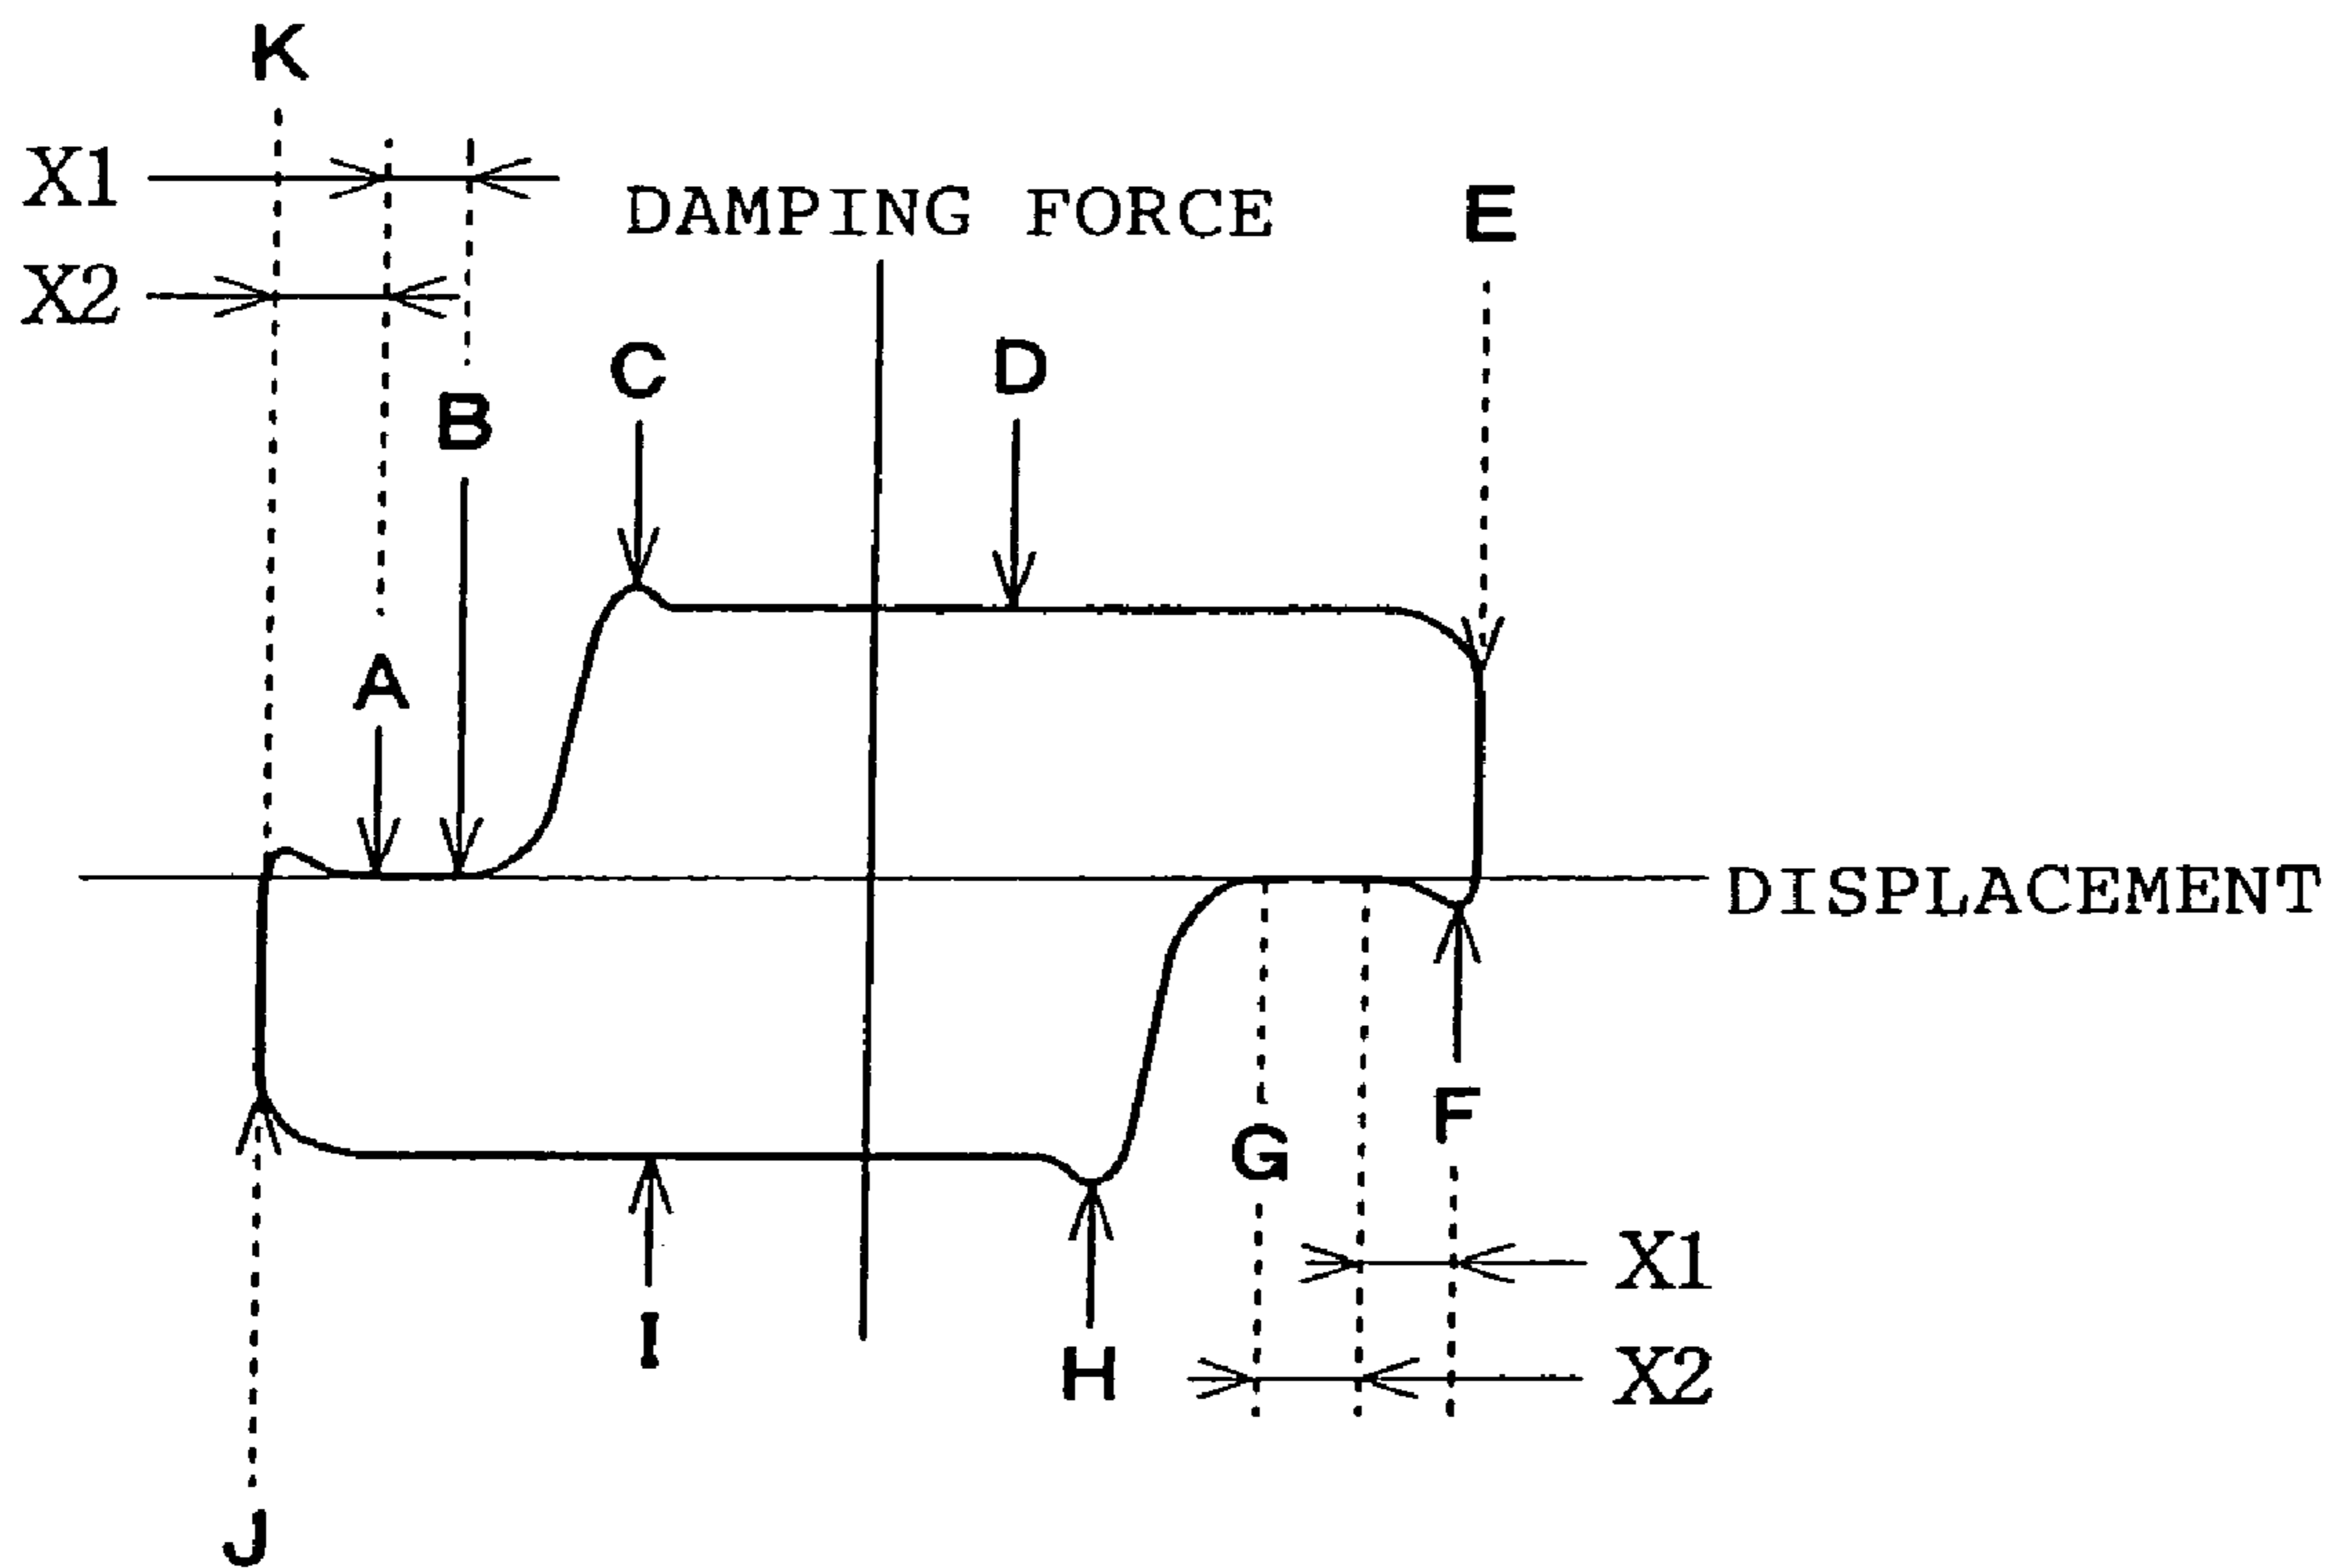 K
X1
DAMPING FORCE
E
X2
C
D
B
A
DISPLACEMENT
F
G
X1
I
H
X2
J